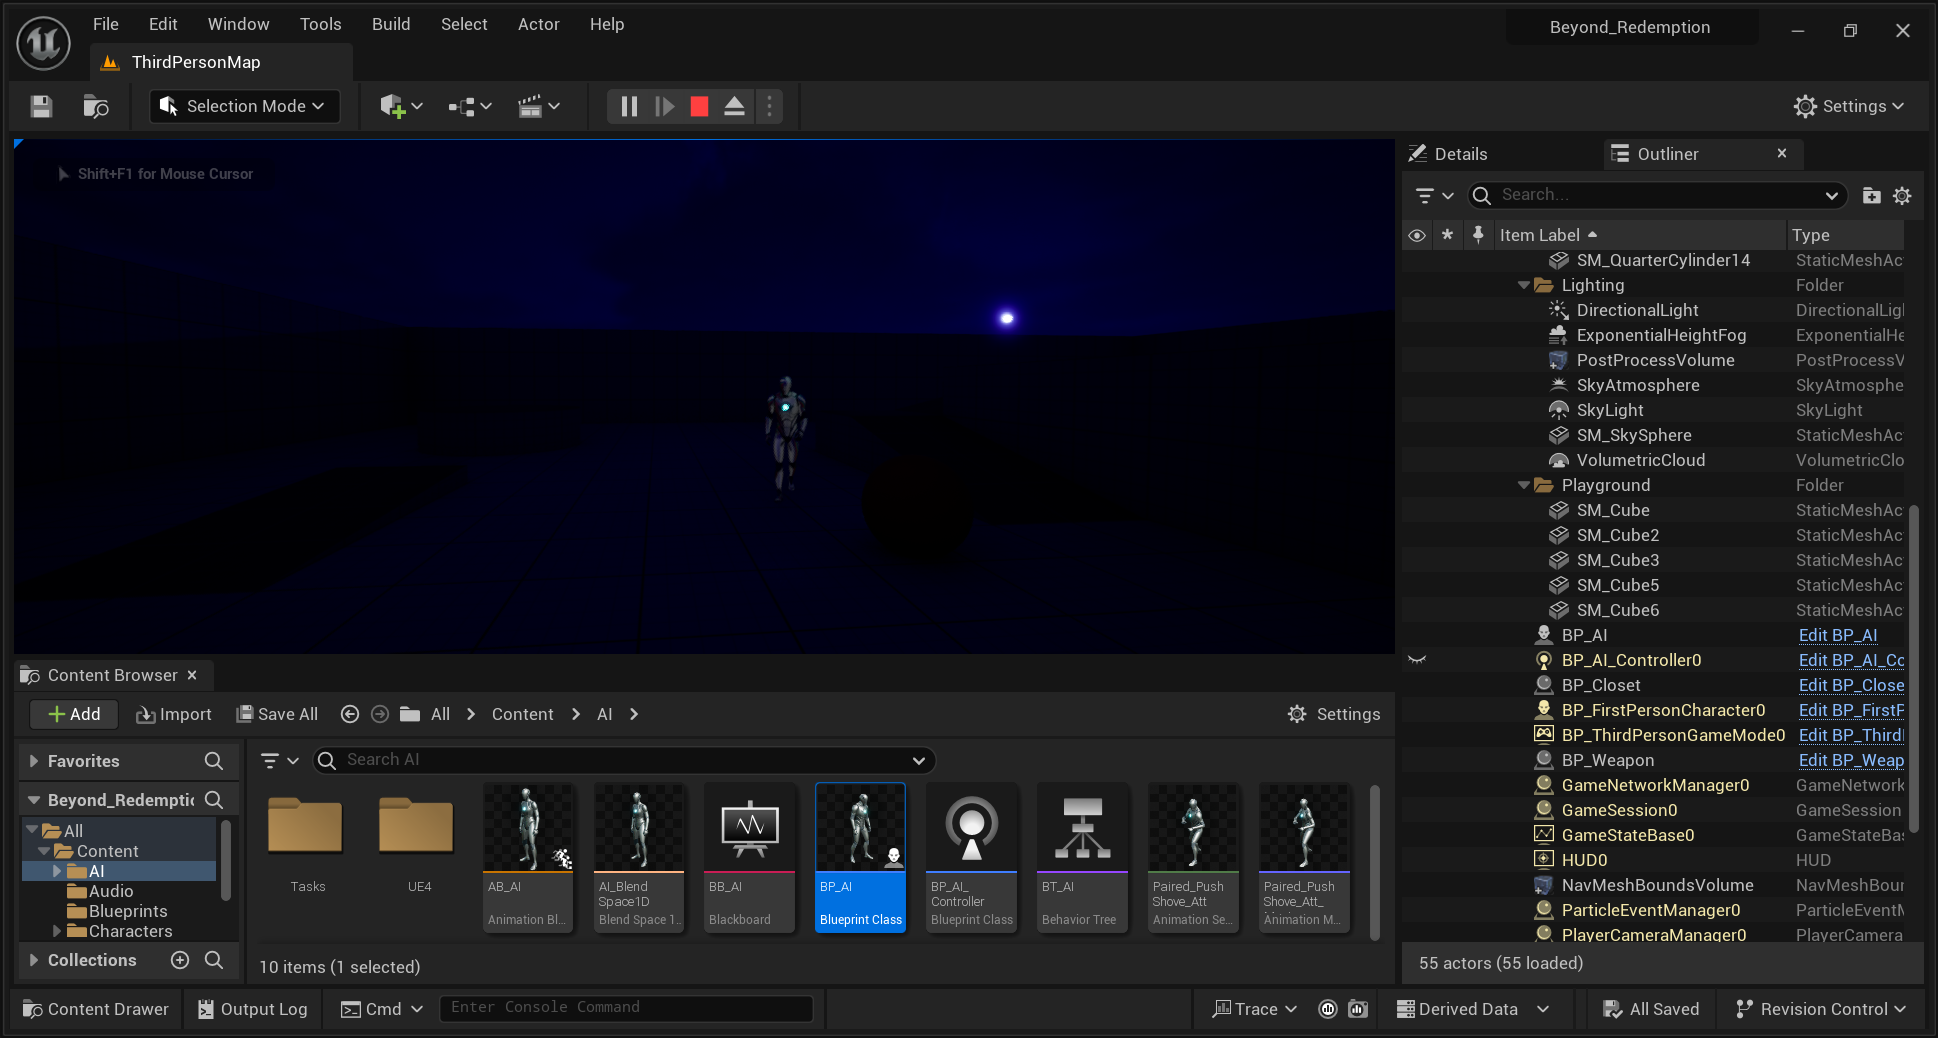 File Edit Window Tools Build Select Actor Help
Beyond_Redemption
ThirdPersonMap
Selection Mode
Settings
Shift+F1 for Mouse Cursor
Details
Outliner
Search...
Item Label
Type
SM_QuarterCylinder14 StaticMeshAc
Lighting Folder
DirectionalLight DirectionalLig
ExponentialHeightFog ExponentialHe
PostProcessVolume PostProcessV
SkyAtmosphere SkyAtmosphe
SkyLight SkyLight
SM_SkySphere StaticMeshAc
VolumetricCloud VolumetricClo
Playground Folder
SM_Cube StaticMeshAc
SM_Cube2 StaticMeshAc
SM_Cube3 StaticMeshAc
SM_Cube5 StaticMeshAc
SM_Cube6 StaticMeshAc
BP_AI Edit BP_AI
BP_AI_Controller0 Edit BP_AI_Co
BP_Closet Edit BP_Close
BP_FirstPersonCharacter0 Edit BP_FirstP
BP_ThirdPersonGameMode0 Edit BP_Third
BP_Weapon Edit BP_Weap
GameNetworkManager0 GameNetwork
GameSession0 GameSession
GameStateBase0 GameStateBas
HUD0 HUD
NavMeshBoundsVolume NavMeshBoun
ParticleEventManager0 ParticleEventM
PlayerCameraManager0 PlayerCamera
55 actors (55 loaded)
Content Browser
Add Import Save All All Content AI Settings
Favorites
Beyond_Redemptic
All
Content
AI
Audio
Blueprints
Characters
Collections
Search AI
Tasks
UE4
AB_AI
Animation Bl...
AI_Blend
Space1D
Blend Space 1...
BB_AI
Blackboard
BP_AI
Blueprint Class
BP_AI_
Controller
Blueprint Class
BT_AI
Behavior Tree
Paired_Push
Shove_Att
Animation Se...
Paired_Push
Shove_Att_
Animation M...
10 items (1 selected)
Content Drawer Output Log Cmd Enter Console Command Trace Derived Data All Saved Revision Control